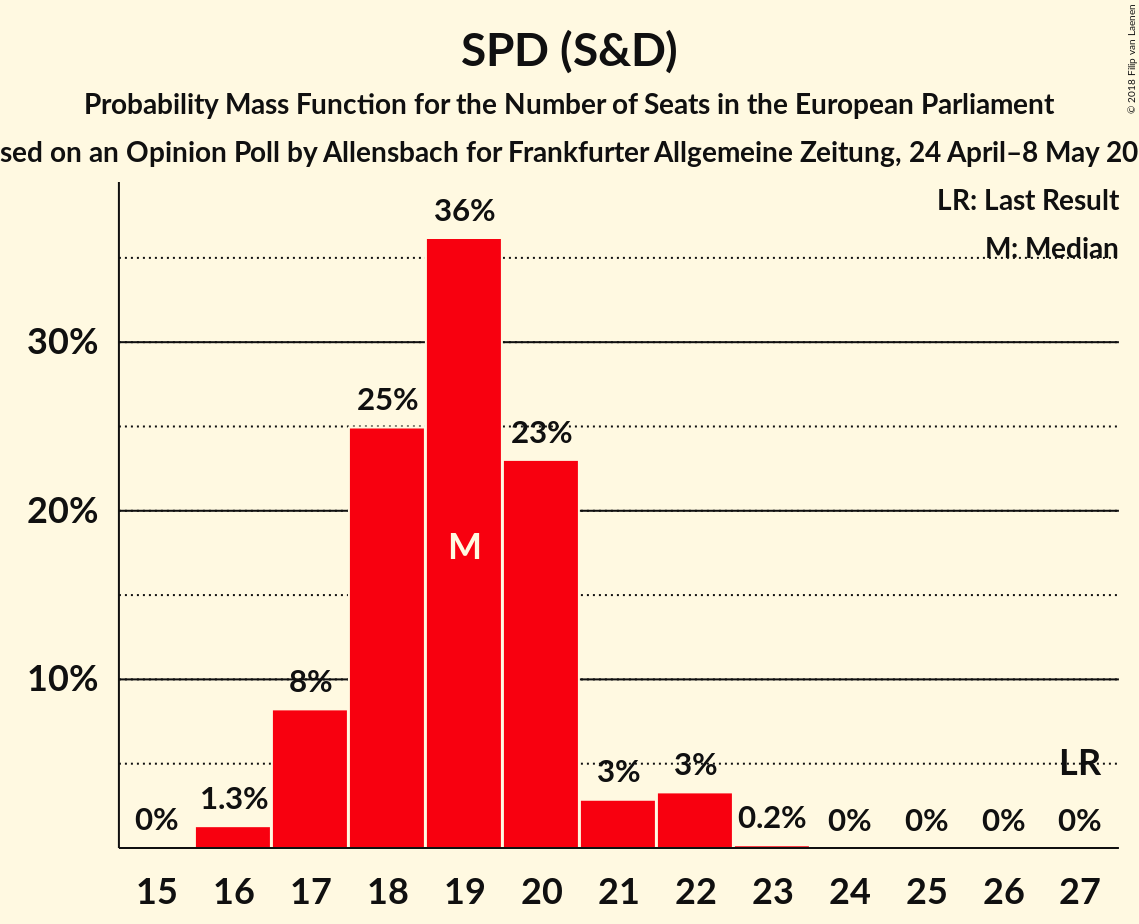 SPD (S&D)
Probability Mass Function for the Number of Seats in the European Parliament
sed on an Opinion Poll by Allensbach for Frankfurter Allgemeine Zeitung, 24 April–8 May 20
© 2018 Filip van Laenen
LR: Last Result
M: Median
36%
30%
25%
23%
20%
M
10%
8%
3%
3%
LR
1.3%
0%
0.2%
0%
0%
0%
0%
15 16 17 18 19 20 21 22 23 24 25 26 27